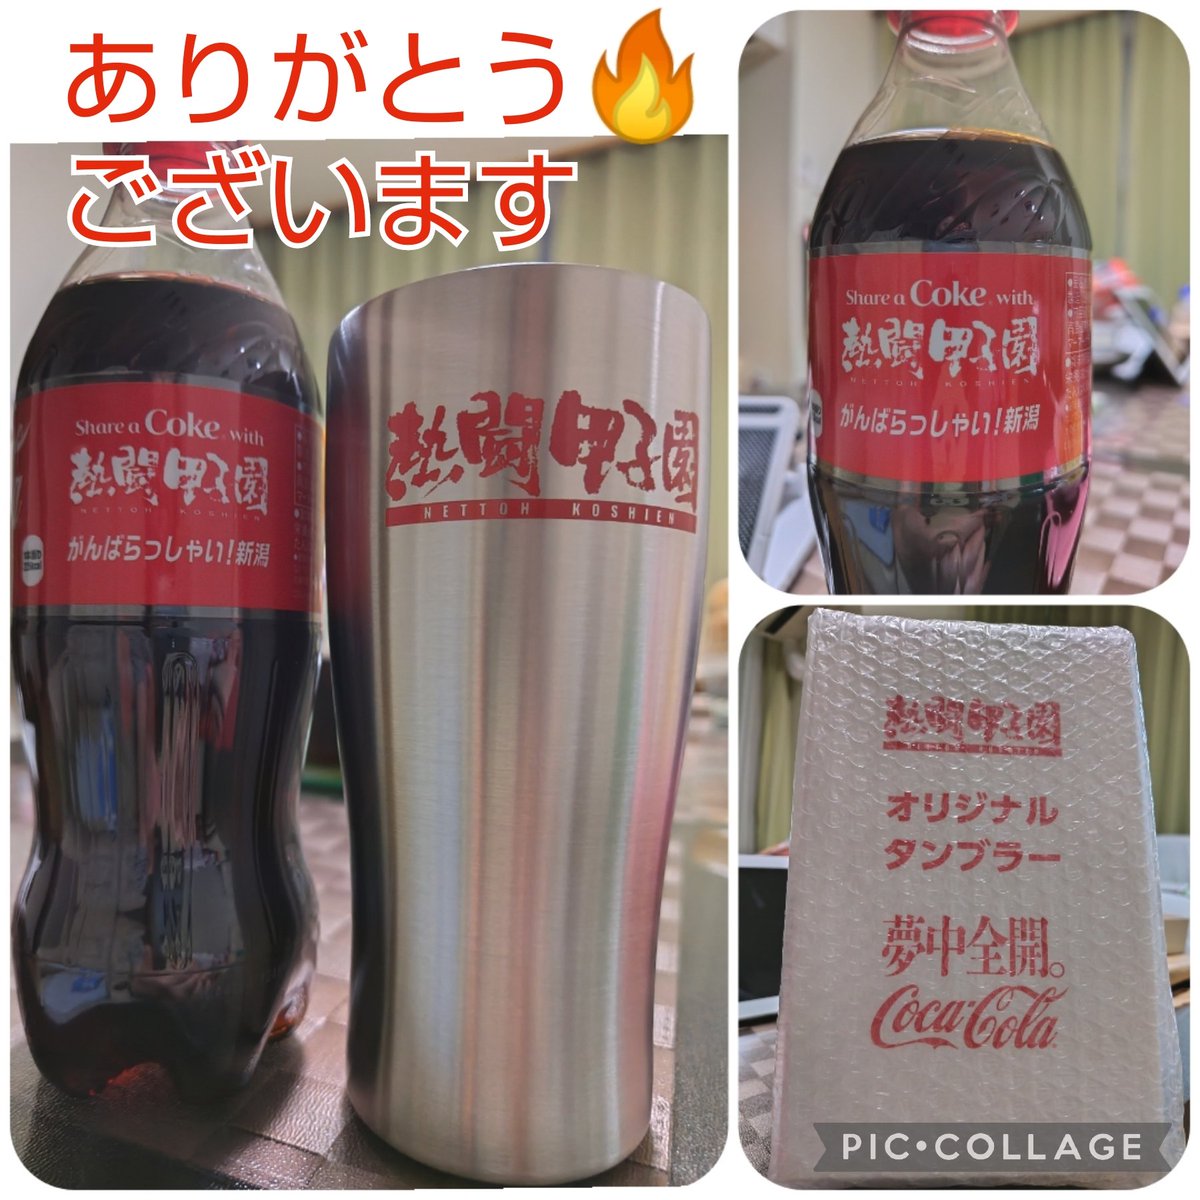 ありがとう
ございます
Share a Coke with
熱闘甲子園
NETTOH KOSHIEN
がんばらっしゃい!新潟
熱闘甲子園
NETTOH KOSHIEN
Share a Coke with
熱闘甲子園
NETTOH KOSHIEN
がんばらっしゃい!新潟
熱闘甲子園
NETTOH KOSHIEN
オリジナル
タンブラー
夢中全開。
Coca-Cola
PIC•COLLAGE